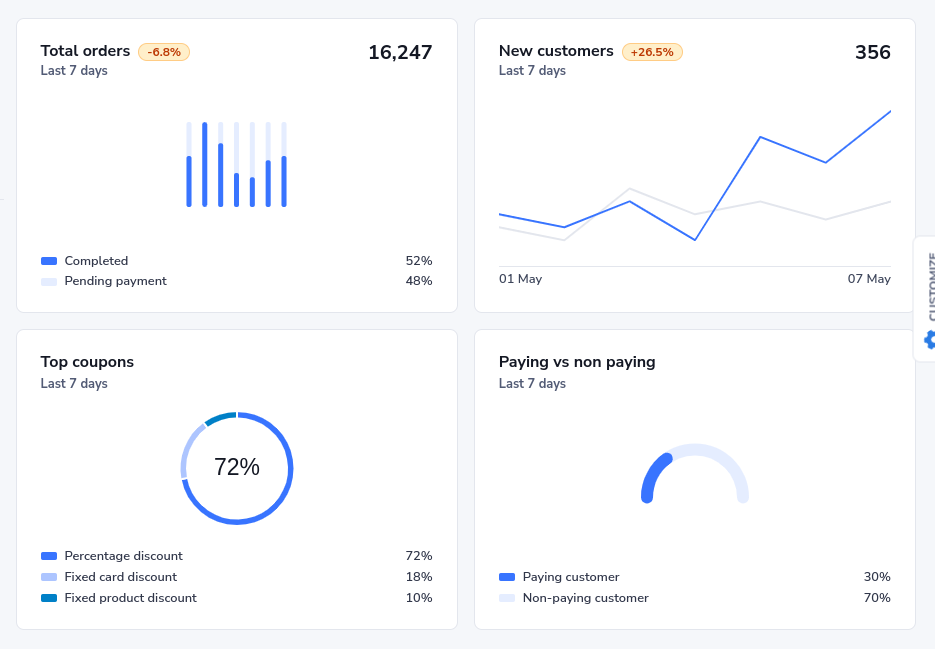 Total orders -6.8% 16,247
Last 7 days
Completed 52%
Pending payment 48%
New customers +26.5% 356
Last 7 days
01 May 07 May
Top coupons
Last 7 days
72%
Percentage discount 72%
Fixed card discount 18%
Fixed product discount 10%
Paying vs non paying
Last 7 days
Paying customer 30%
Non-paying customer 70%
CUSTOMIZE